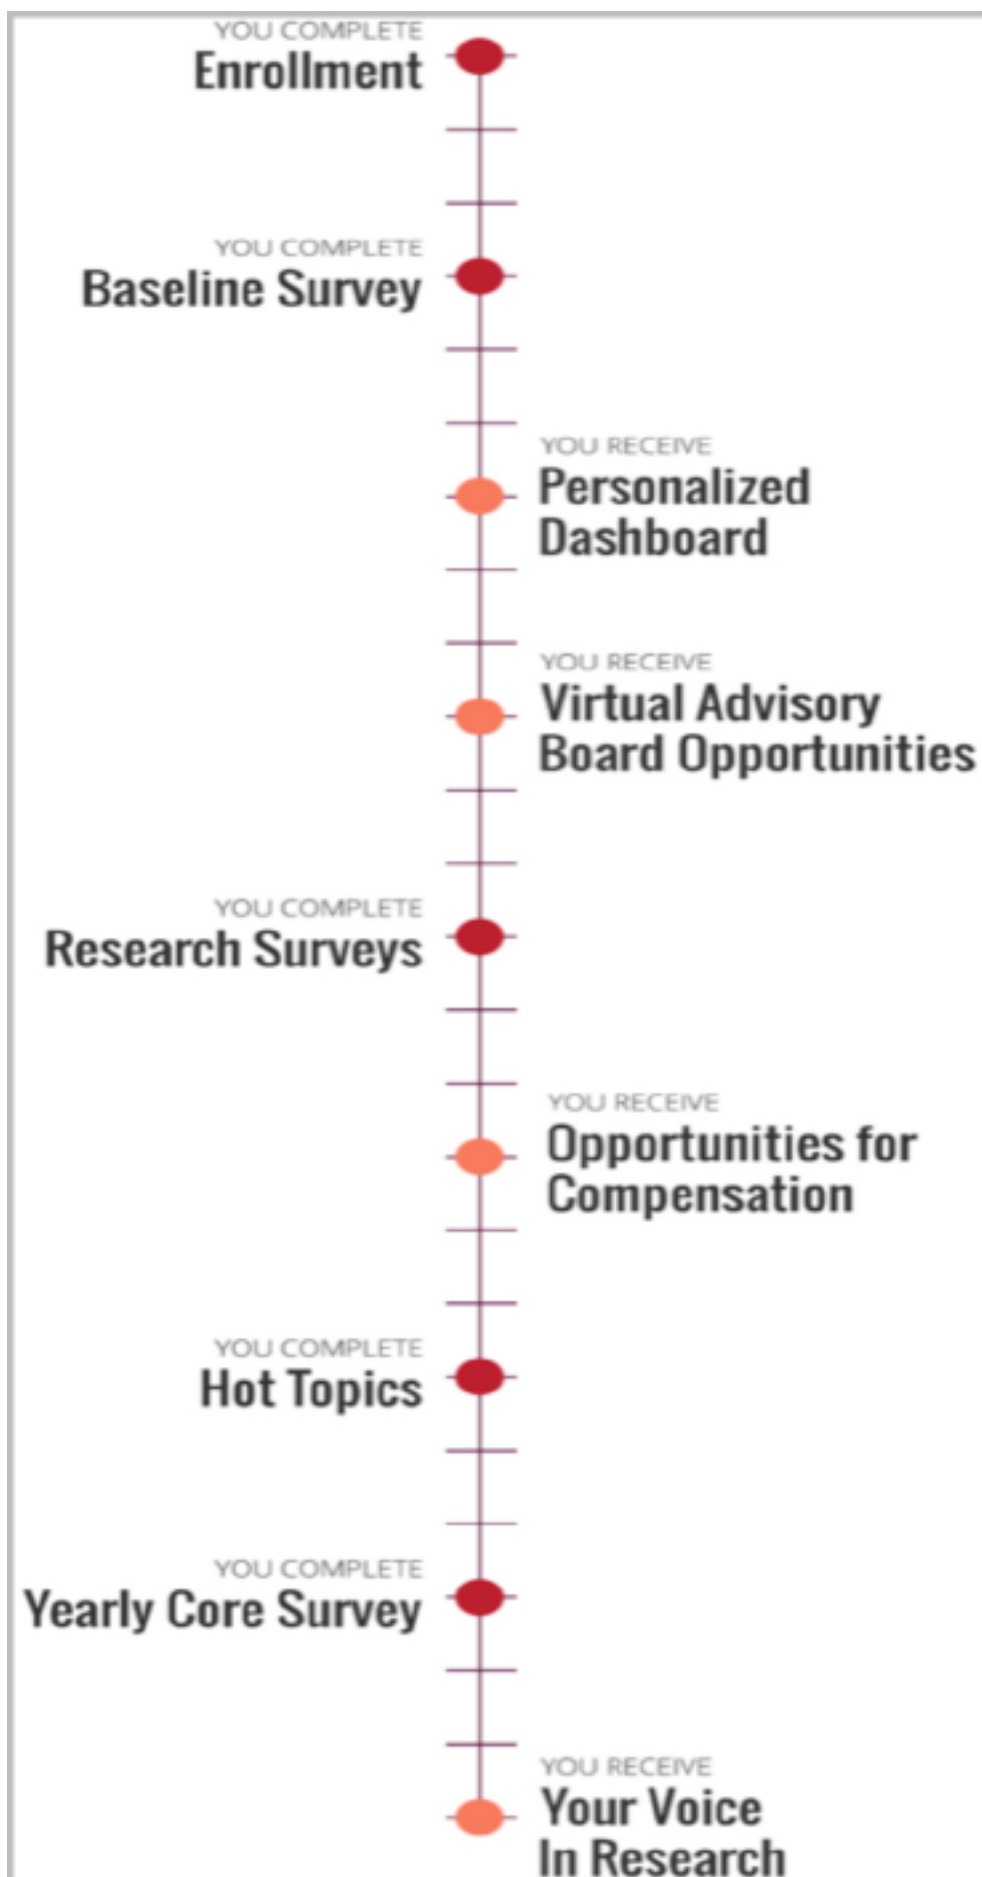 YOU COMPLETE
Enrollment
YOU COMPLETE
Baseline Survey
YOU RECEIVE
Personalized
Dashboard
YOU RECEIVE
Virtual Advisory
Board Opportunities
YOU COMPLETE
Research Surveys
YOU RECEIVE
Opportunities for
Compensation
YOU COMPLETE
Hot Topics
YOU COMPLETE
Yearly Core Survey
YOU RECEIVE
Your Voice
In Research